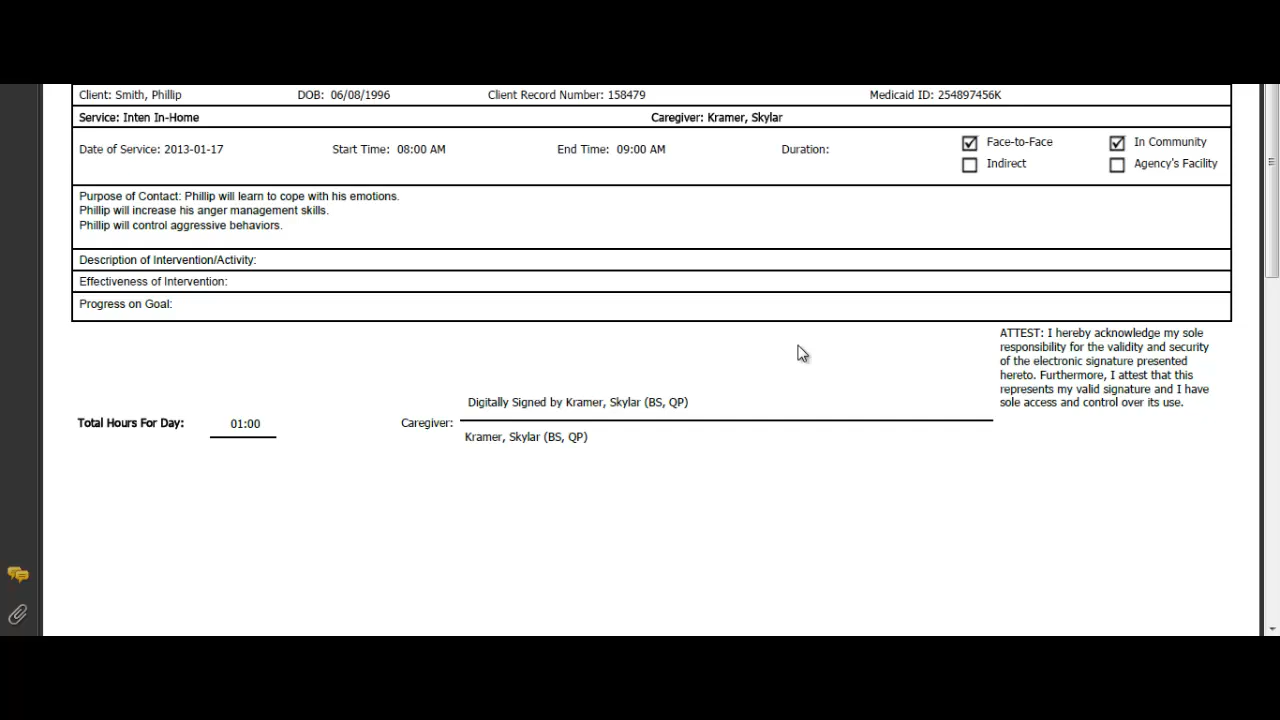 Client: Smith, Phillip DOB: 06/08/1996 Client Record Number: 158479 Medicaid ID: 254897456K
Service: Inten In-Home Caregiver: Kramer, Skylar
Date of Service: 2013-01-17 Start Time: 08:00 AM End Time: 09:00 AM Duration: Face-to-Face In Community
Indirect Agency's Facility
Purpose of Contact: Phillip will learn to cope with his emotions.
Phillip will increase his anger management skills.
Phillip will control aggressive behaviors.
Description of Intervention/Activity:
Effectiveness of Intervention:
Progress on Goal:
ATTEST: I hereby acknowledge my sole
responsibility for the validity and security
of the electronic signature presented
hereto. Furthermore, I attest that this
represents my valid signature and I have
sole access and control over its use.
Digitally Signed by Kramer, Skylar (BS, QP)
Total Hours For Day: 01:00 Caregiver:
Kramer, Skylar (BS, QP)